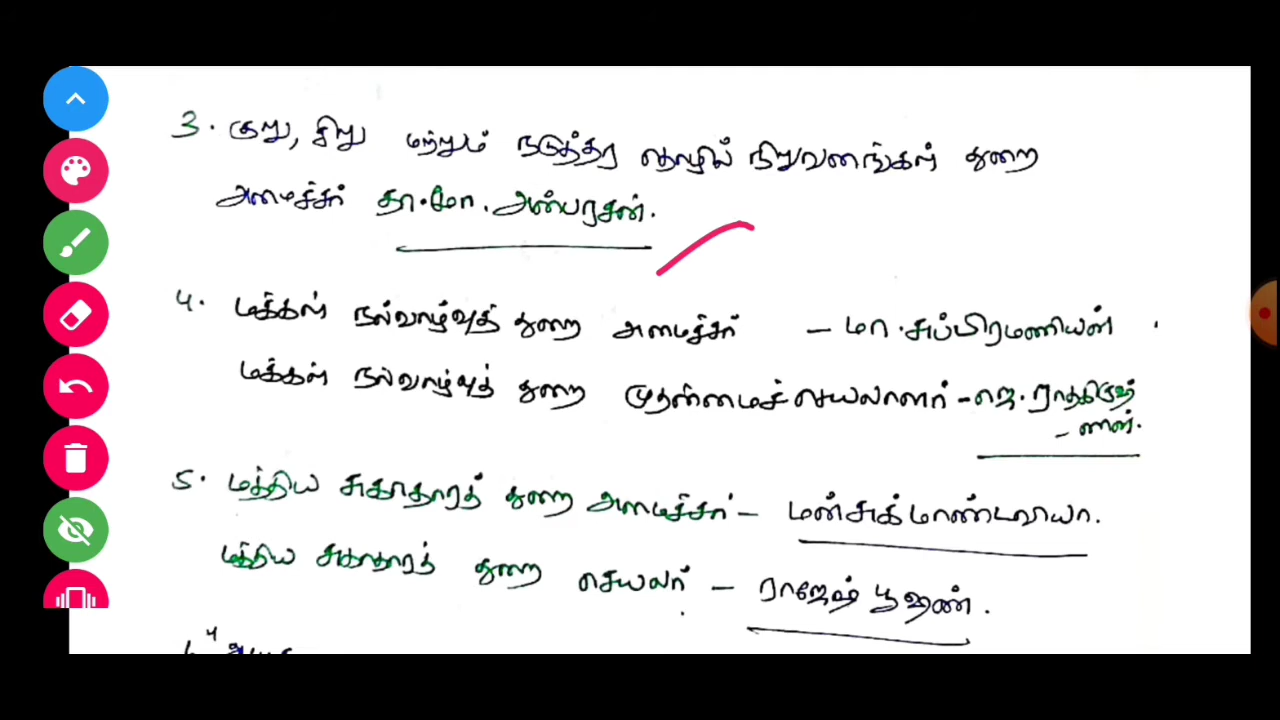 3. குறு, சிறு மற்றும் நடுத்தர தொழில் நிறுவனங்கள் துறை
அமைச்சர் தா.மோ. அன்பரசன்.
4. மக்கள் நல்வாழ்வுத் துறை அமைச்சர் – மா.சுப்பிரமணியன்.
மக்கள் நல்வாழ்வுத் துறை முதன்மைச் செயலாளர் – ஜெ. ராதகிருஷ்
– ணன்.
5. மத்திய சுகாதாரத் துறை அமைச்சர் – மன்சுக் மாண்டவியா.
மத்திய சுகாதாரத் துறை செயலர் – ராஜேஷ் பூஷண்.